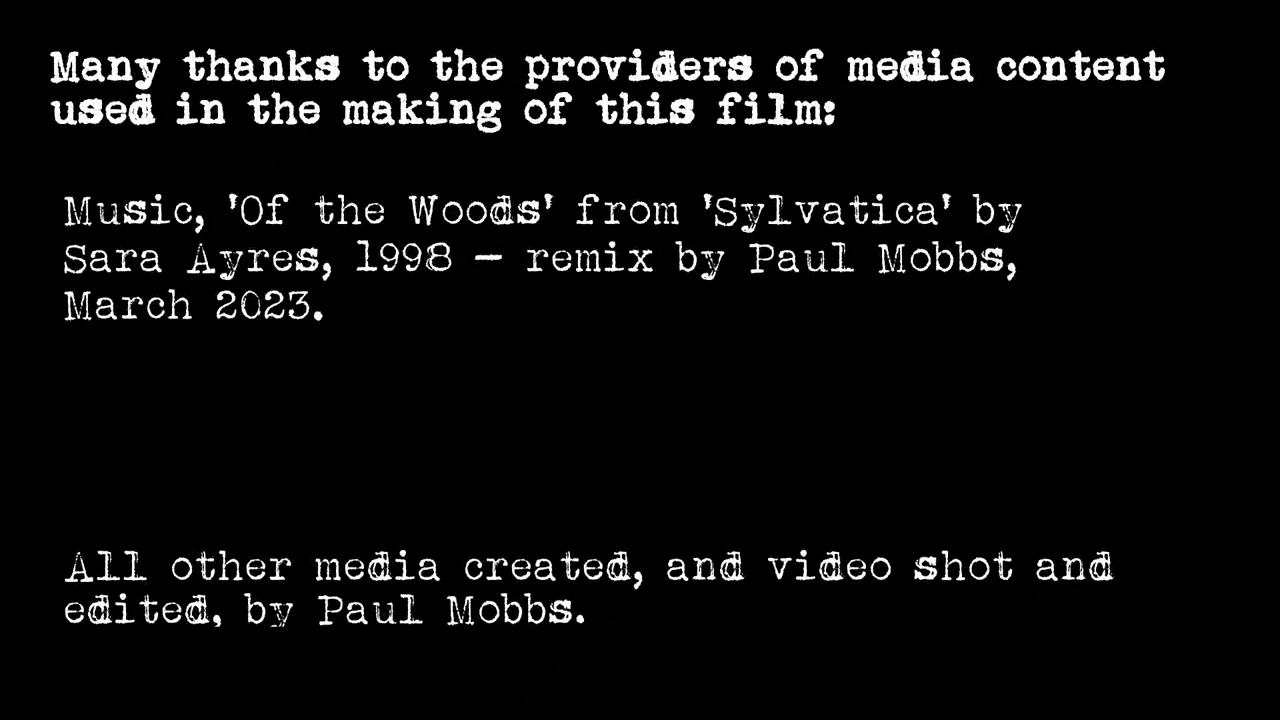 Many thanks to the providers of media content
used in the making of this film:
Music, 'Of the Woods' from 'Sylvatica' by
Sara Ayres, 1998 — remix by Paul Mobbs,
March 2023.
All other media created, and video shot and
edited, by Paul Mobbs.